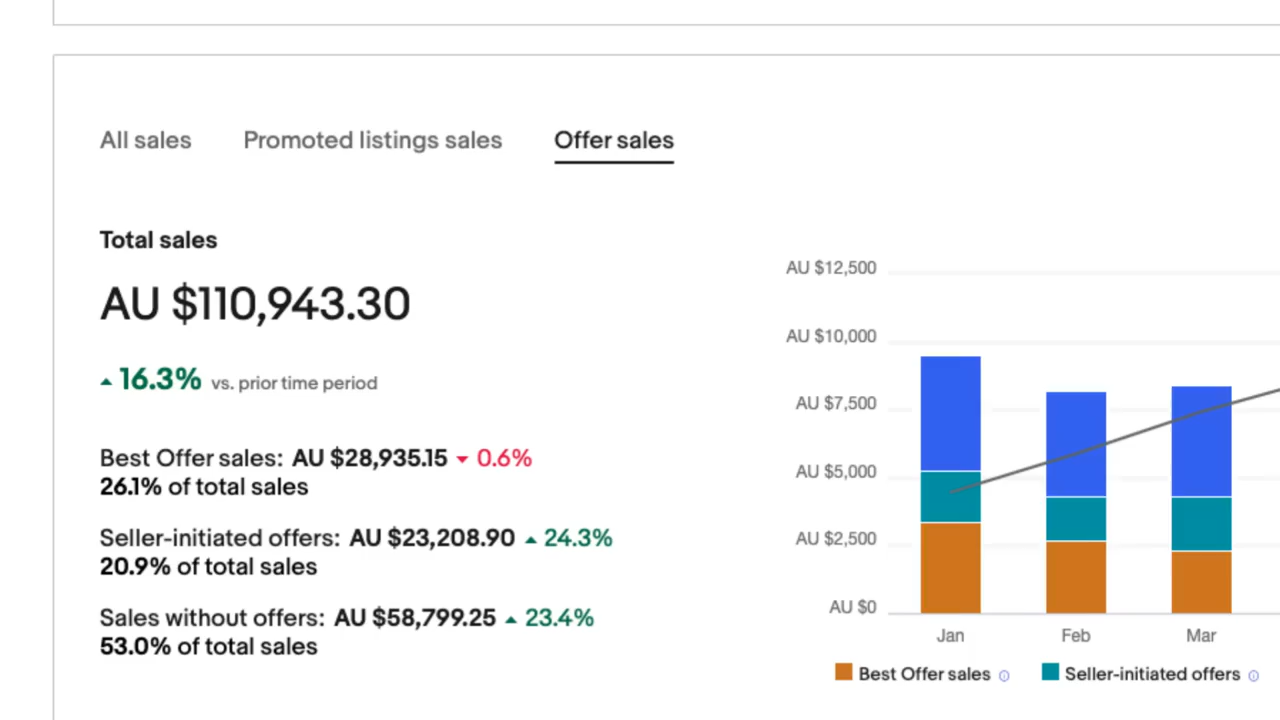 All sales Promoted listings sales Offer sales
Total sales
AU $110,943.30
16.3% vs. prior time period
Best Offer sales: AU $28,935.15 0.6%
26.1% of total sales
Seller-initiated offers: AU $23,208.90 24.3%
20.9% of total sales
Sales without offers: AU $58,799.25 23.4%
53.0% of total sales
AU $12,500
AU $10,000
AU $7,500
AU $5,000
AU $2,500
AU $0
Jan Feb Mar
Best Offer sales Seller-initiated offers